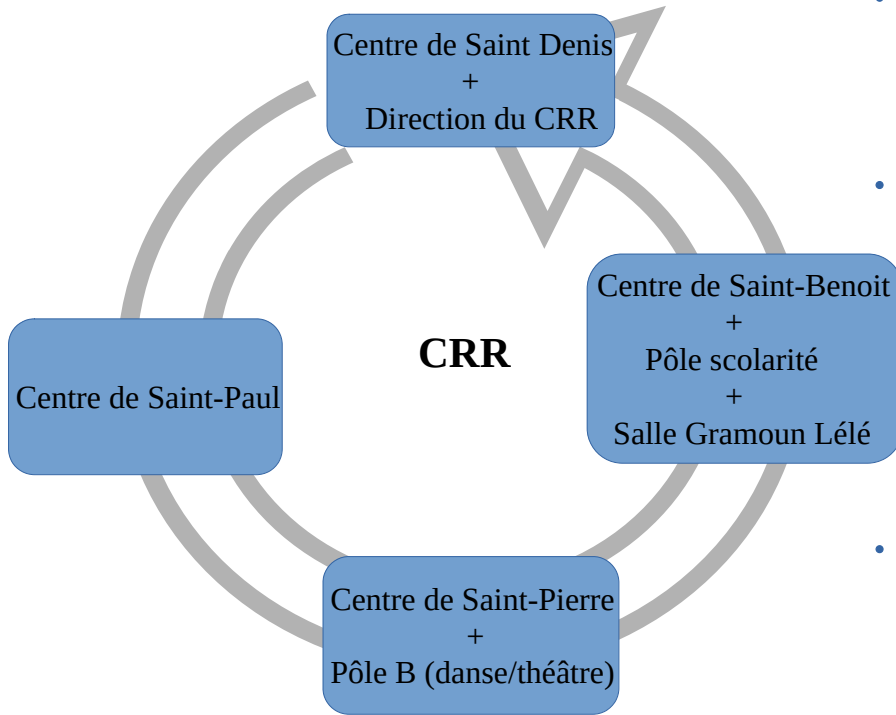 Centre de Saint Denis
+
Direction du CRR
Centre de Saint-Benoit
+
Pôle scolarité
+
Salle Gramoun Lélé
CRR
Centre de Saint-Paul
Centre de Saint-Pierre
+
Pôle B (danse/théâtre)